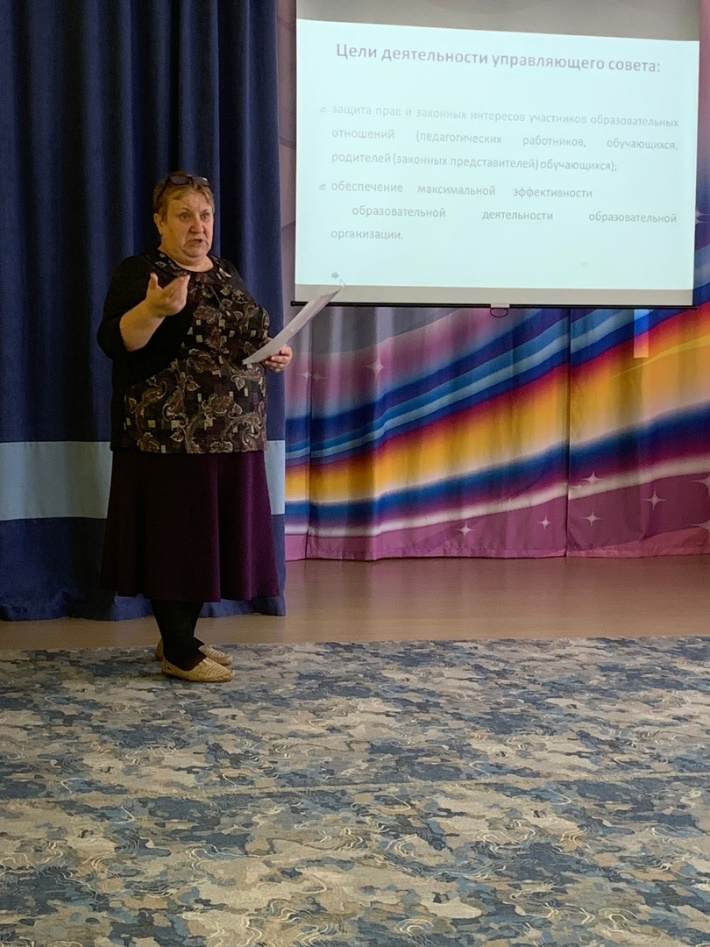 Цели деятельности управляющего совета:
защита прав и законных интересов участников образовательных
отношений (педагогических работников, обучающихся,
родителей (законных представителей) обучающихся);
обеспечение максимальной эффективности
образовательной деятельности образовательной
организации.